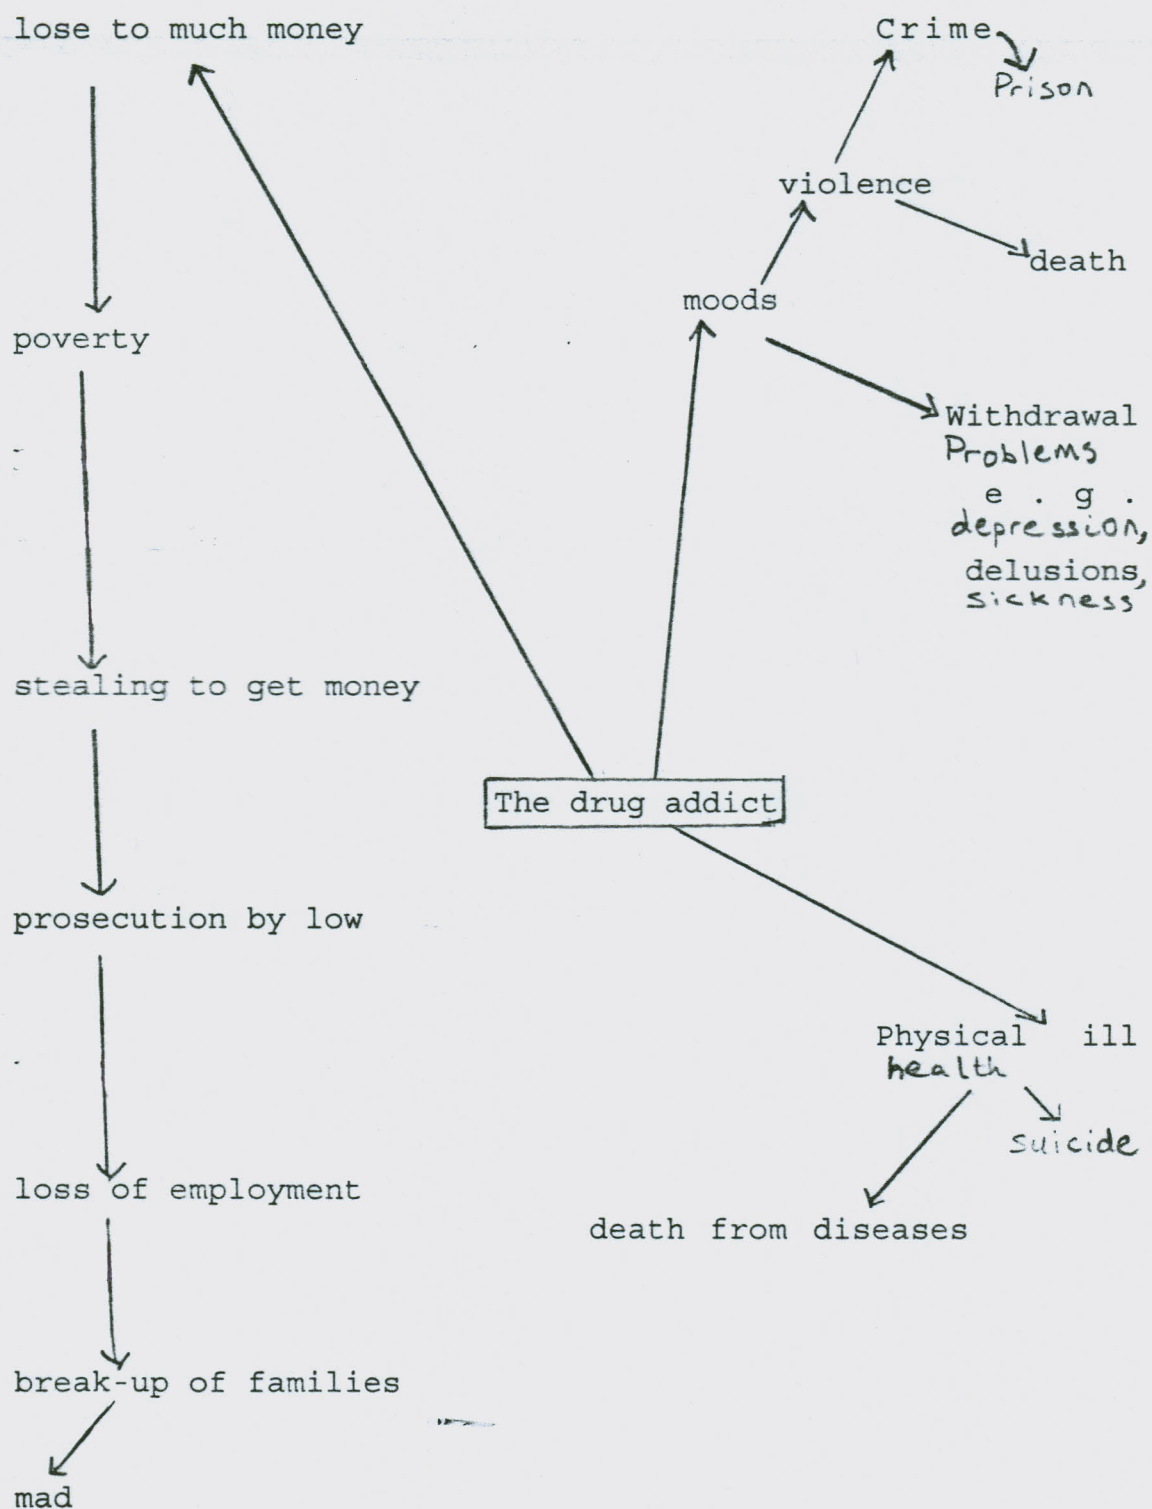 lose to much money
Crime
Prison
violence
death
moods
poverty
Withdrawal
Problems
e . g .
depression,
delusions,
sickness
stealing to get money
The drug addict
prosecution by low
Physical ill
health
suicide
loss of employment
death from diseases
break-up of families
mad